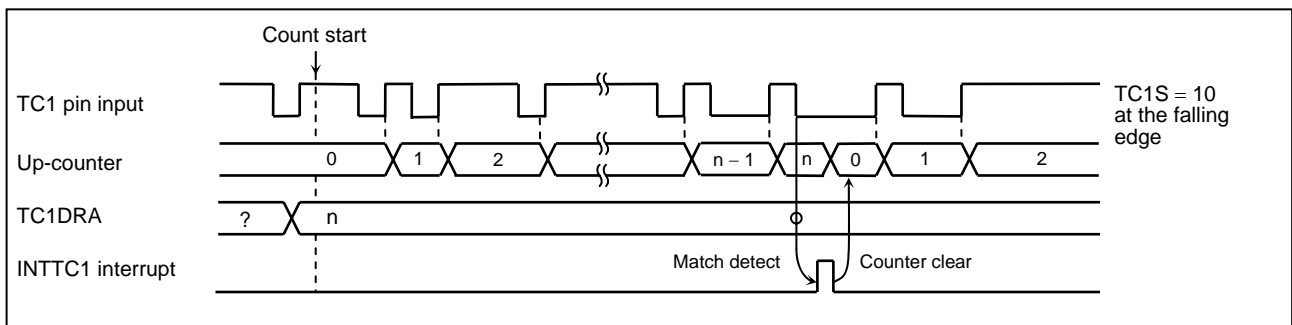 Count start
TC1 pin input
TC1S = 10
at the falling
edge
Up-counter
0 1 2 n − 1 n 0 1 2
TC1DRA
? n
INTTC1 interrupt
Match detect Counter clear